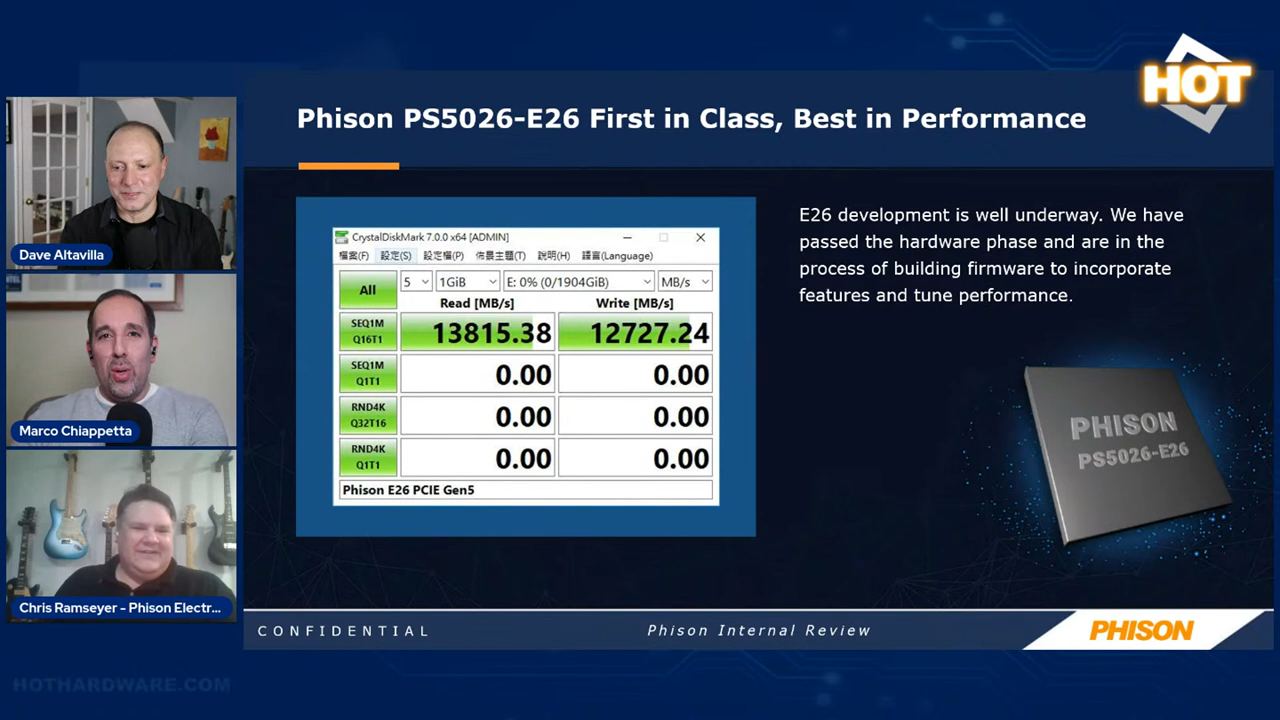 HOT
Phison PS5026-E26 First in Class, Best in Performance
Dave Altavilla
Marco Chiappetta
Chris Ramseyer - Phison Electr...
CrystalDiskMark 7.0.0 x64 [ADMIN]
檔案(F) 設定(S) 設定檔(P) 佈景主題(T) 說明(H) 語言(Language)
All 5 1GiB E: 0% (0/1904GiB) MB/s
Read [MB/s] Write [MB/s]
SEQ1M Q16T1 13815.38 12727.24
SEQ1M Q1T1 0.00 0.00
RND4K Q32T16 0.00 0.00
RND4K Q1T1 0.00 0.00
Phison E26 PCIE Gen5
E26 development is well underway. We have
passed the hardware phase and are in the
process of building firmware to incorporate
features and tune performance.
PHISON
PS5026-E26
CONFIDENTIAL
Phison Internal Review
PHISON
HOTHARDWARE.COM